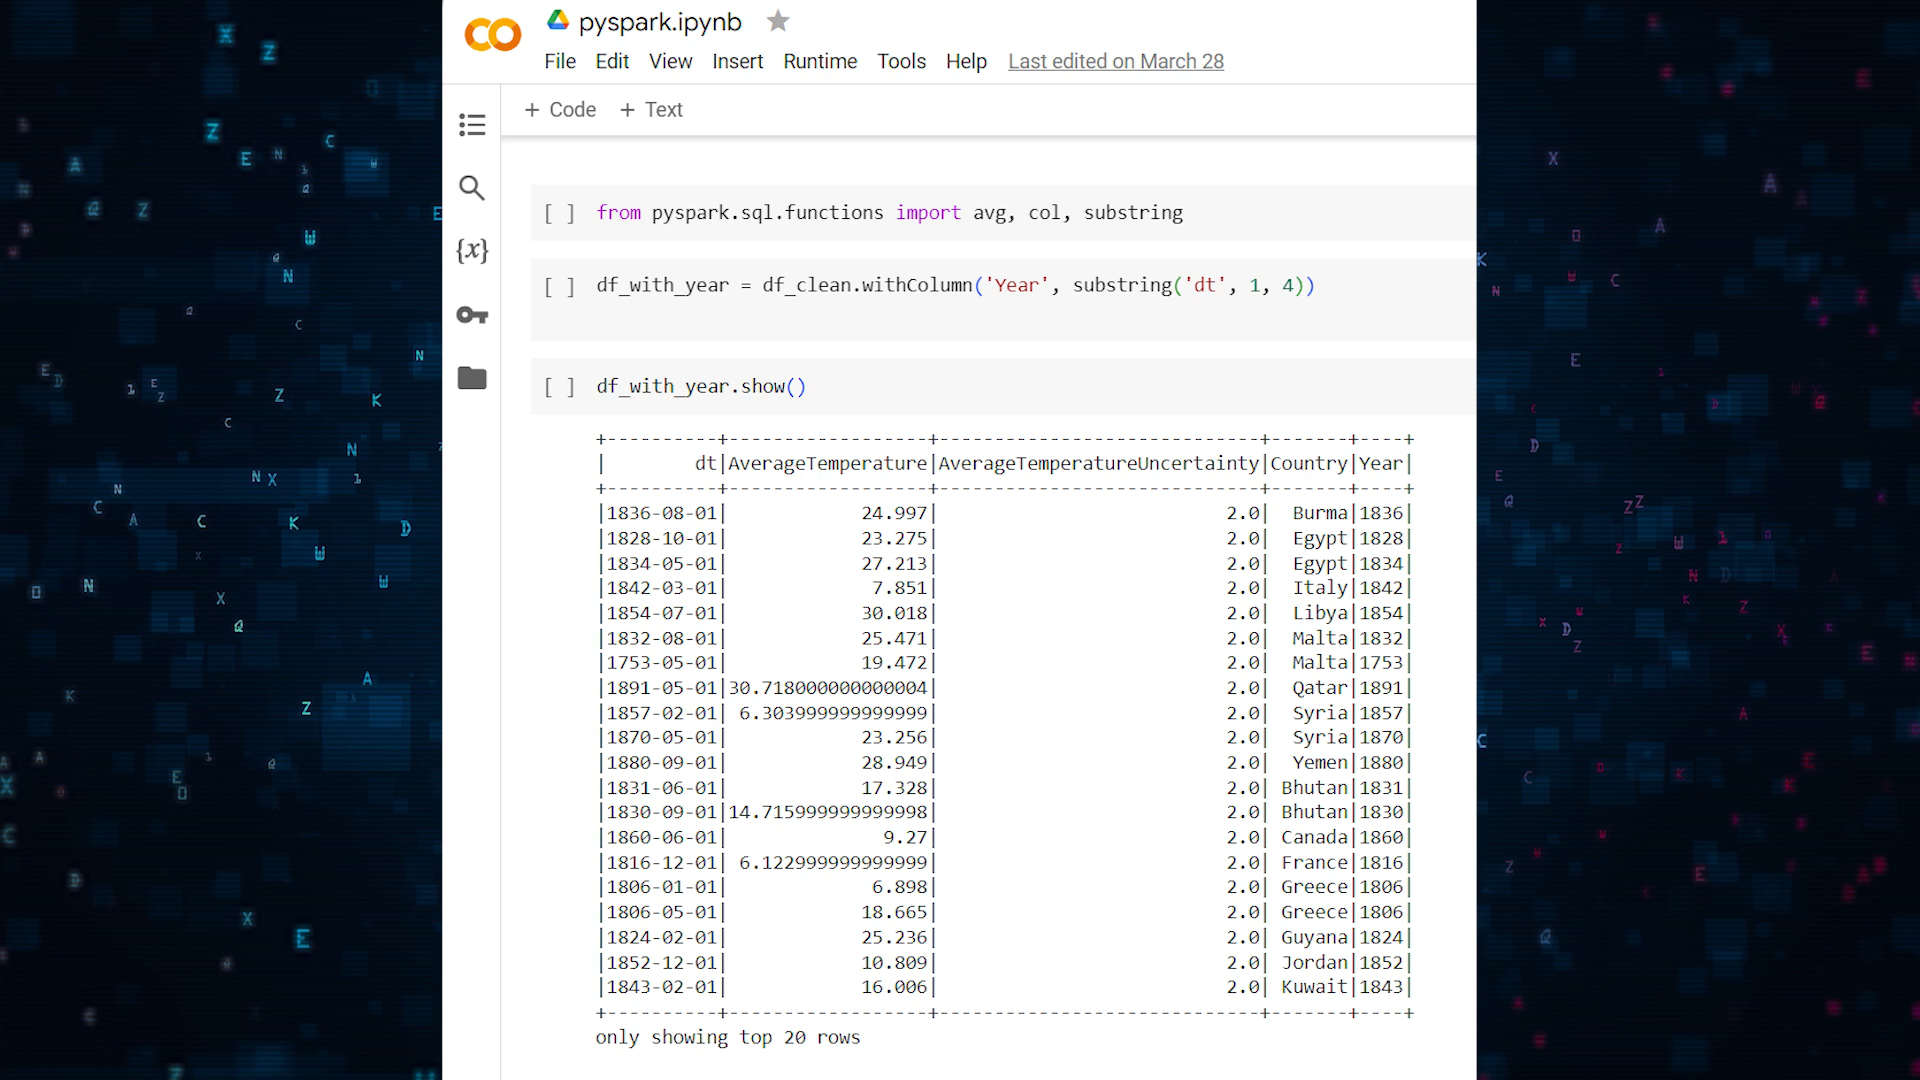 pyspark.ipynb
File Edit View Insert Runtime Tools Help Last edited on March 28
+ Code + Text
[ ] from pyspark.sql.functions import avg, col, substring
[ ] df_with_year = df_clean.withColumn('Year', substring('dt', 1, 4))
[ ] df_with_year.show()
+----------+------------------+-----------------------------+-------+----+
| dt|AverageTemperature|AverageTemperatureUncertainty|Country|Year|
+----------+------------------+-----------------------------+-------+----+
|1836-08-01| 24.997| 2.0| Burma|1836|
|1828-10-01| 23.275| 2.0| Egypt|1828|
|1834-05-01| 27.213| 2.0| Egypt|1834|
|1842-03-01| 7.851| 2.0| Italy|1842|
|1854-07-01| 30.018| 2.0| Libya|1854|
|1832-08-01| 25.471| 2.0| Malta|1832|
|1753-05-01| 19.472| 2.0| Malta|1753|
|1891-05-01|30.718000000000004| 2.0| Qatar|1891|
|1857-02-01| 6.303999999999999| 2.0| Syria|1857|
|1870-05-01| 23.256| 2.0| Syria|1870|
|1880-09-01| 28.949| 2.0| Yemen|1880|
|1831-06-01| 17.328| 2.0| Bhutan|1831|
|1830-09-01|14.715999999999998| 2.0| Bhutan|1830|
|1860-06-01| 9.27| 2.0| Canada|1860|
|1816-12-01| 6.122999999999999| 2.0| France|1816|
|1806-01-01| 6.898| 2.0| Greece|1806|
|1806-05-01| 18.665| 2.0| Greece|1806|
|1824-02-01| 25.236| 2.0| Guyana|1824|
|1852-12-01| 10.809| 2.0| Jordan|1852|
|1843-02-01| 16.006| 2.0| Kuwait|1843|
+----------+------------------+-----------------------------+-------+----+
only showing top 20 rows